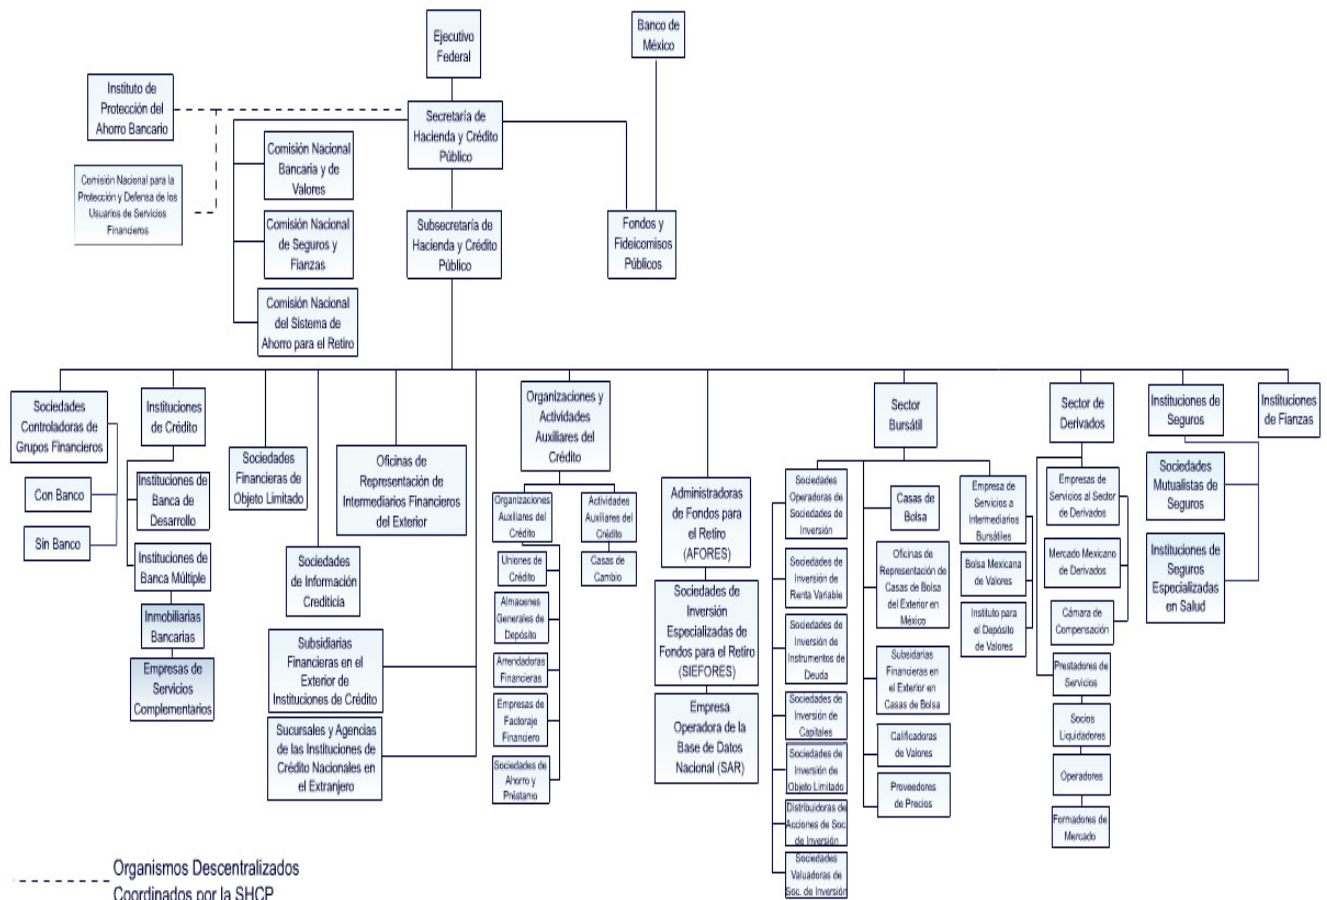 Ejecutivo
Federal
Banco de
México
Instituto de
Protección del
Ahorro Bancario
Secretaría de
Hacienda y Crédito
Público
Comisión Nacional
Bancaria y de
Valores
Comisión Nacional para la
Protección y Defensa de los
Usuarios de Servicios
Financieros
Comisión Nacional
de Seguros y
Fianzas
Subsecretaría de
Hacienda y Crédito
Público
Fondos y
Fideicomisos
Públicos
Comisión Nacional
del Sistema de
Ahorro para el Retiro
Sociedades
Controladoras de
Grupos Financieros
Con Banco
Sin Banco
Instituciones
de Crédito
Instituciones de
Banca de
Desarrollo
Instituciones de
Banca Múltiple
Inmobiliarias
Bancarias
Empresas de
Servicios
Complementarios
Sociedades
Financieras de
Objeto Limitado
Sociedades
de Información
Crediticia
Oficinas de
Representación de
Intermediarios Financieros
del Exterior
Subsidiarias
Financieras en el
Exterior de
Instituciones de Crédito
Sucursales y Agencias
de las Instituciones de
Crédito Nacionales en
el Extranjero
Organizaciones y
Actividades
Auxiliares del
Crédito
Organizaciones
Auxiliares del
Crédito
Uniones de
Crédito
Almacenes
Generales de
Depósito
Arrendadoras
Financieras
Empresas de
Factoraje
Financiero
Sociedades de
Ahorro y
Préstamo
Actividades
Auxiliares del
Crédito
Casas de
Cambio
Administradoras
de Fondos para
el Retiro
(AFORES)
Sociedades de
Inversión
Especializadas de
Fondos para el Retiro
(SIEFORES)
Empresa
Operadora de la
Base de Datos
Nacional (SAR)
Sector
Bursátil
Sociedades
Operadoras de
Sociedades de
Inversión
Sociedades de
Inversión de
Renta Variable
Sociedades de
Inversión de
Instrumentos de
Deuda
Sociedades de
Inversión de
Capitales
Sociedades de
Inversión de
Objeto Limitado
Distribuidoras de
Acciones de Soc.
de Inversión
Sociedades
Valuadoras de
Soc. de Inversión
Casas de
Bolsa
Oficinas de
Representación de
Casas de Bolsa
del Exterior en
México
Subsidiarias
Financieras en
el Exterior en
Casas de Bolsa
Calificadoras
de Valores
Proveedores
de Precios
Empresa de
Servicios a
Intermediarios
Bursátiles
Bolsa Mexicana
de Valores
Instituto para
el Depósito
de Valores
Sector de
Derivados
Empresas de
Servicios al Sector
de Derivados
Mercado Mexicano
de Derivados
Cámara de
Compensación
Prestadores de
Servicios
Socios
Liquidadores
Operadores
Formadores de
Mercado
Instituciones de
Seguros
Sociedades
Mutualistas de
Seguros
Instituciones de
Seguros
Especializadas
en Salud
Instituciones
de Fianzas
Organismos Descentralizados
Coordinados por la SHCP